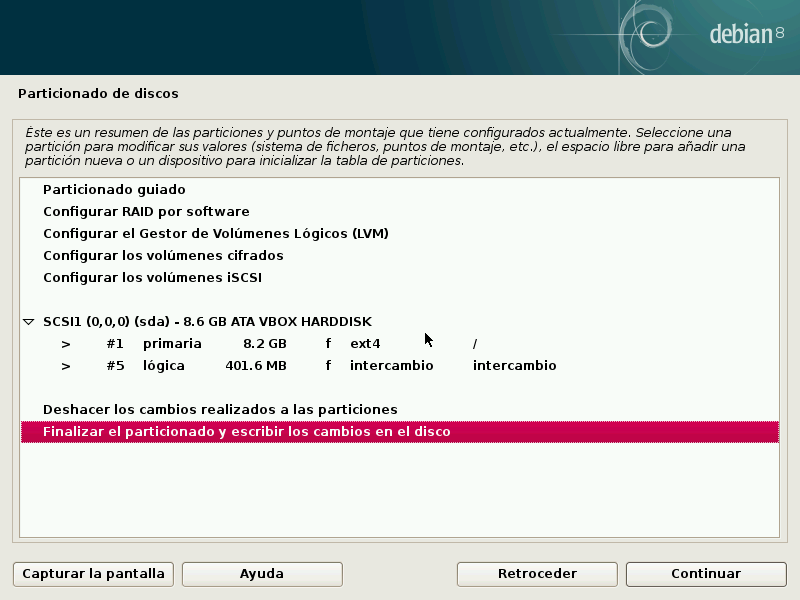 debian 8
Particionado de discos
Éste es un resumen de las particiones y puntos de montaje que tiene configurados actualmente. Seleccione una
partición para modificar sus valores (sistema de ficheros, puntos de montaje, etc.), el espacio libre para añadir una
partición nueva o un dispositivo para inicializar la tabla de particiones.
Particionado guiado
Configurar RAID por software
Configurar el Gestor de Volúmenes Lógicos (LVM)
Configurar los volúmenes cifrados
Configurar los volúmenes iSCSI
SCSI1 (0,0,0) (sda) - 8.6 GB ATA VBOX HARDDISK
> #1 primaria 8.2 GB f ext4 /
> #5 lógica 401.6 MB f intercambio intercambio
Deshacer los cambios realizados a las particiones
Finalizar el particionado y escribir los cambios en el disco
Capturar la pantalla Ayuda Retroceder Continuar